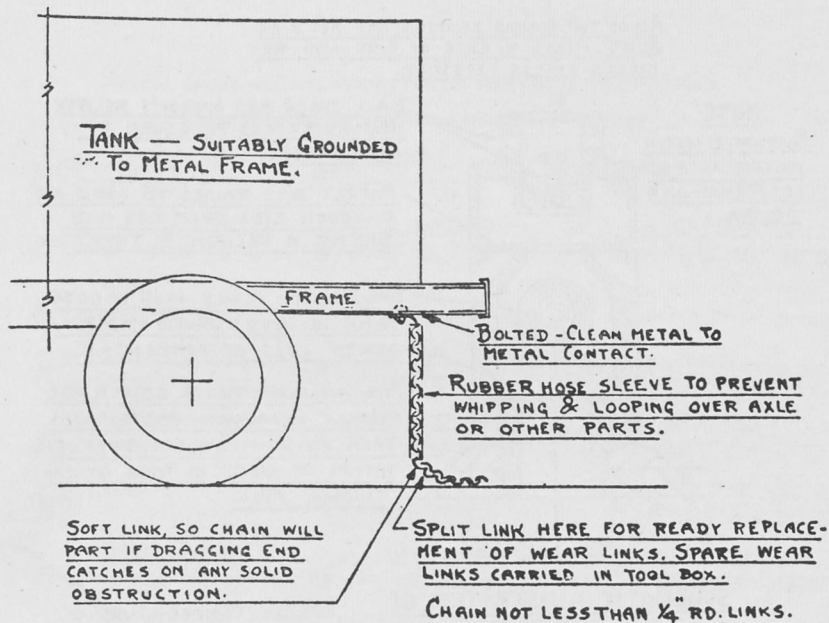 TANK — SUITABLY GROUNDED
TO METAL FRAME.
FRAME
BOLTED-CLEAN METAL TO
METAL CONTACT.
RUBBER HOSE SLEEVE TO PREVENT
WHIPPING & LOOPING OVER AXLE
OR OTHER PARTS.
SOFT LINK, SO CHAIN WILL
PART IF DRAGGING END
CATCHES ON ANY SOLID
OBSTRUCTION.
SPLIT LINK HERE FOR READY REPLACE-
MENT OF WEAR LINKS. SPARE WEAR
LINKS CARRIED IN TOOL BOX.
CHAIN NOT LESS THAN 1/4" RD. LINKS.